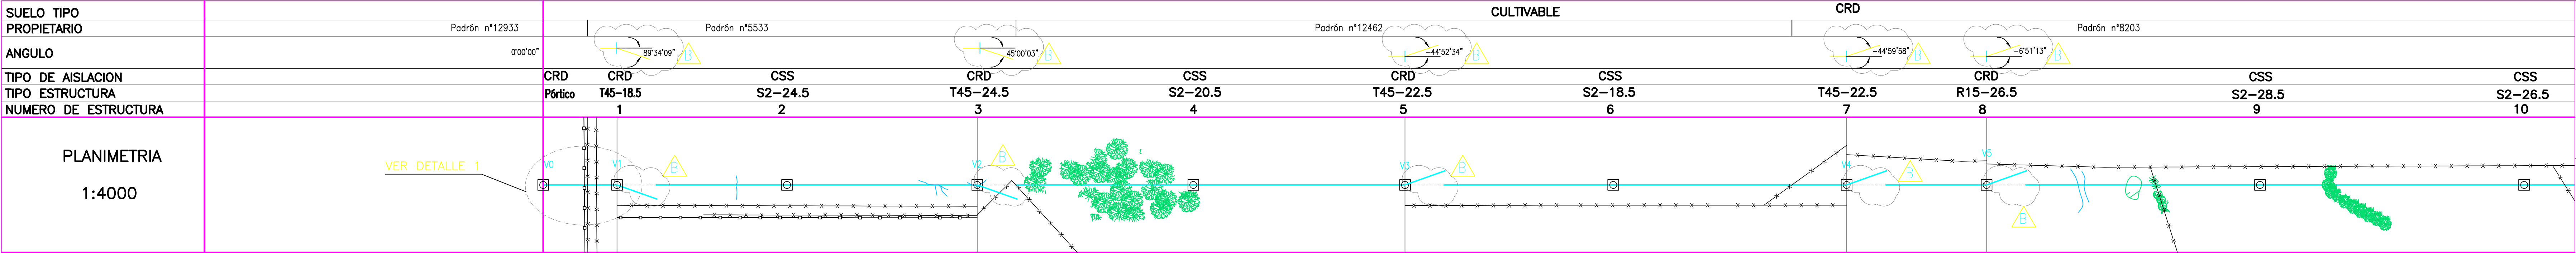 SUELO TIPO CULTIVABLE CRD
PROPIETARIO Padrón n°12933 Padrón n°5533 Padrón n°12462 Padrón n°8203
ANGULO 0°00'00" 89°34'09" B 45°00'03" B -44°52'34" B -44°59'58" B -6°51'13" B
TIPO DE AISLACION CRD CRD CSS CRD CSS CRD CSS CRD CSS CSS
TIPO ESTRUCTURA Pórtico T45-18.5 S2-24.5 T45-24.5 S2-20.5 T45-22.5 S2-18.5 T45-22.5 R15-26.5 S2-28.5 S2-26.5
NUMERO DE ESTRUCTURA 1 2 3 4 5 6 7 8 9 10
PLANIMETRIA
1:4000
VER DETALLE 1
V0 V1 B V2 B V3 B V4 B V5 B